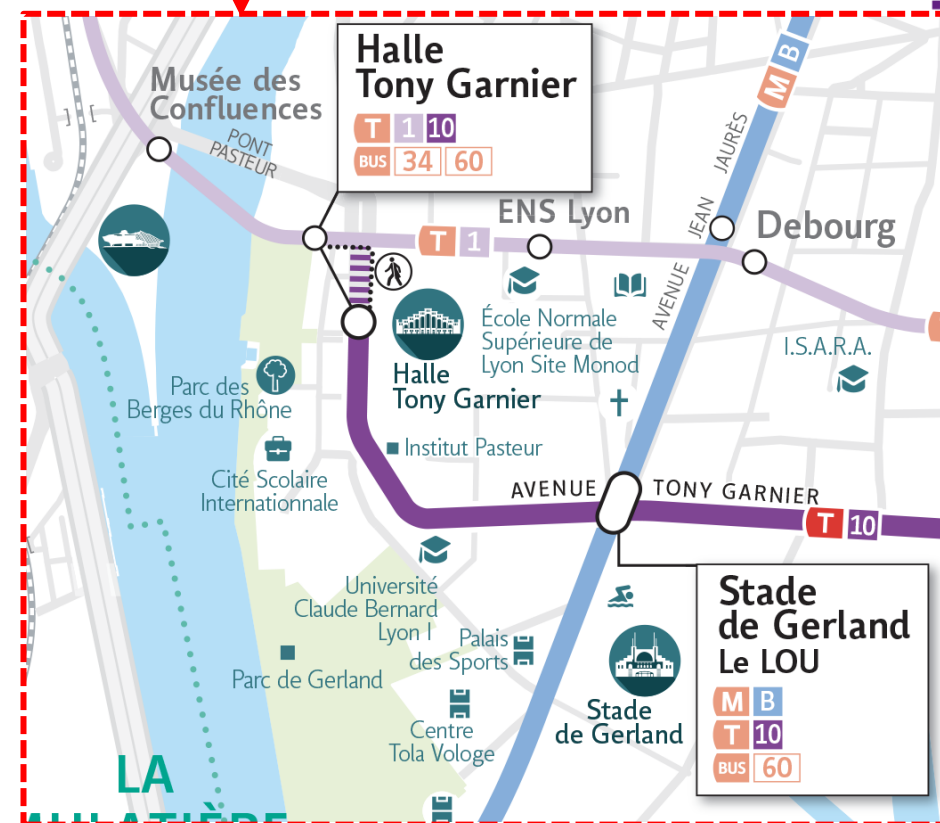 Halle
Tony Garnier
T 1 10
BUS 34 60
Musée des
Confluences
PONT
PASTEUR
M B
AVENUE JEAN JAURÈS
ENS Lyon
Debourg
T 1
École Normale
Supérieure de
Lyon Site Monod
I.S.A.R.A.
Halle
Tony Garnier
Parc des
Berges du Rhône
Institut Pasteur
Cité Scolaire
Internationale
AVENUE TONY GARNIER
T 10
Université
Claude Bernard
Lyon I
Palais
des Sports
Parc de Gerland
Centre
Tola Vologe
Stade
de Gerland
Stade
de Gerland
Le LOU
M B
T 10
BUS 60
LA
MULATIÈRE